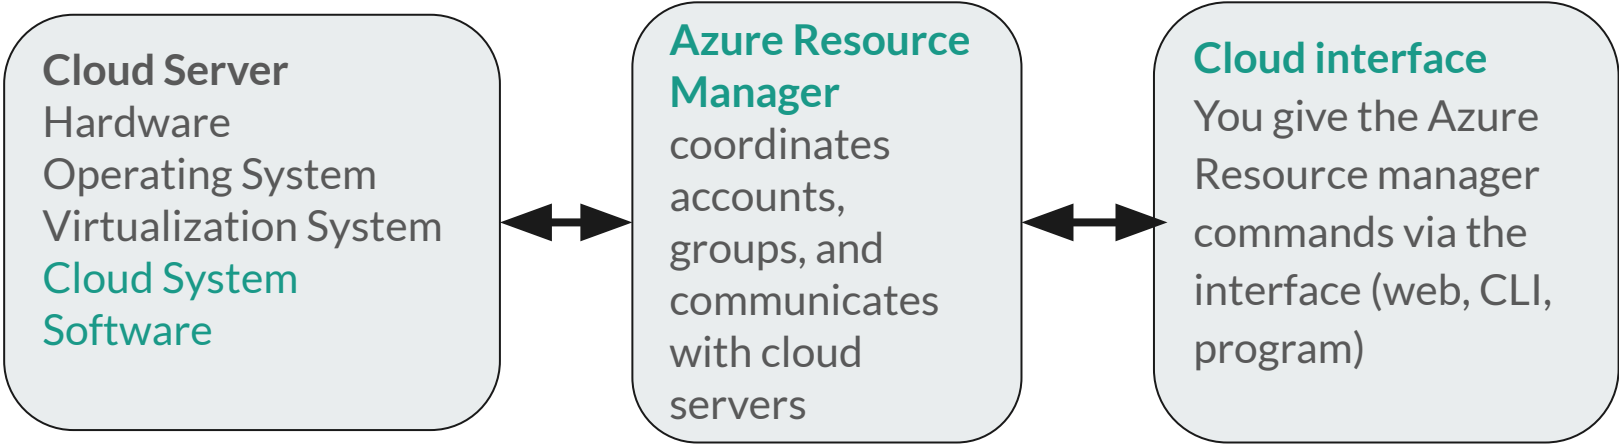 Cloud Server
Hardware
Operating System
Virtualization System
Cloud System
Software
Azure Resource
Manager
coordinates
accounts,
groups, and
communicates
with cloud
servers
Cloud interface
You give the Azure
Resource manager
commands via the
interface (web, CLI,
program)